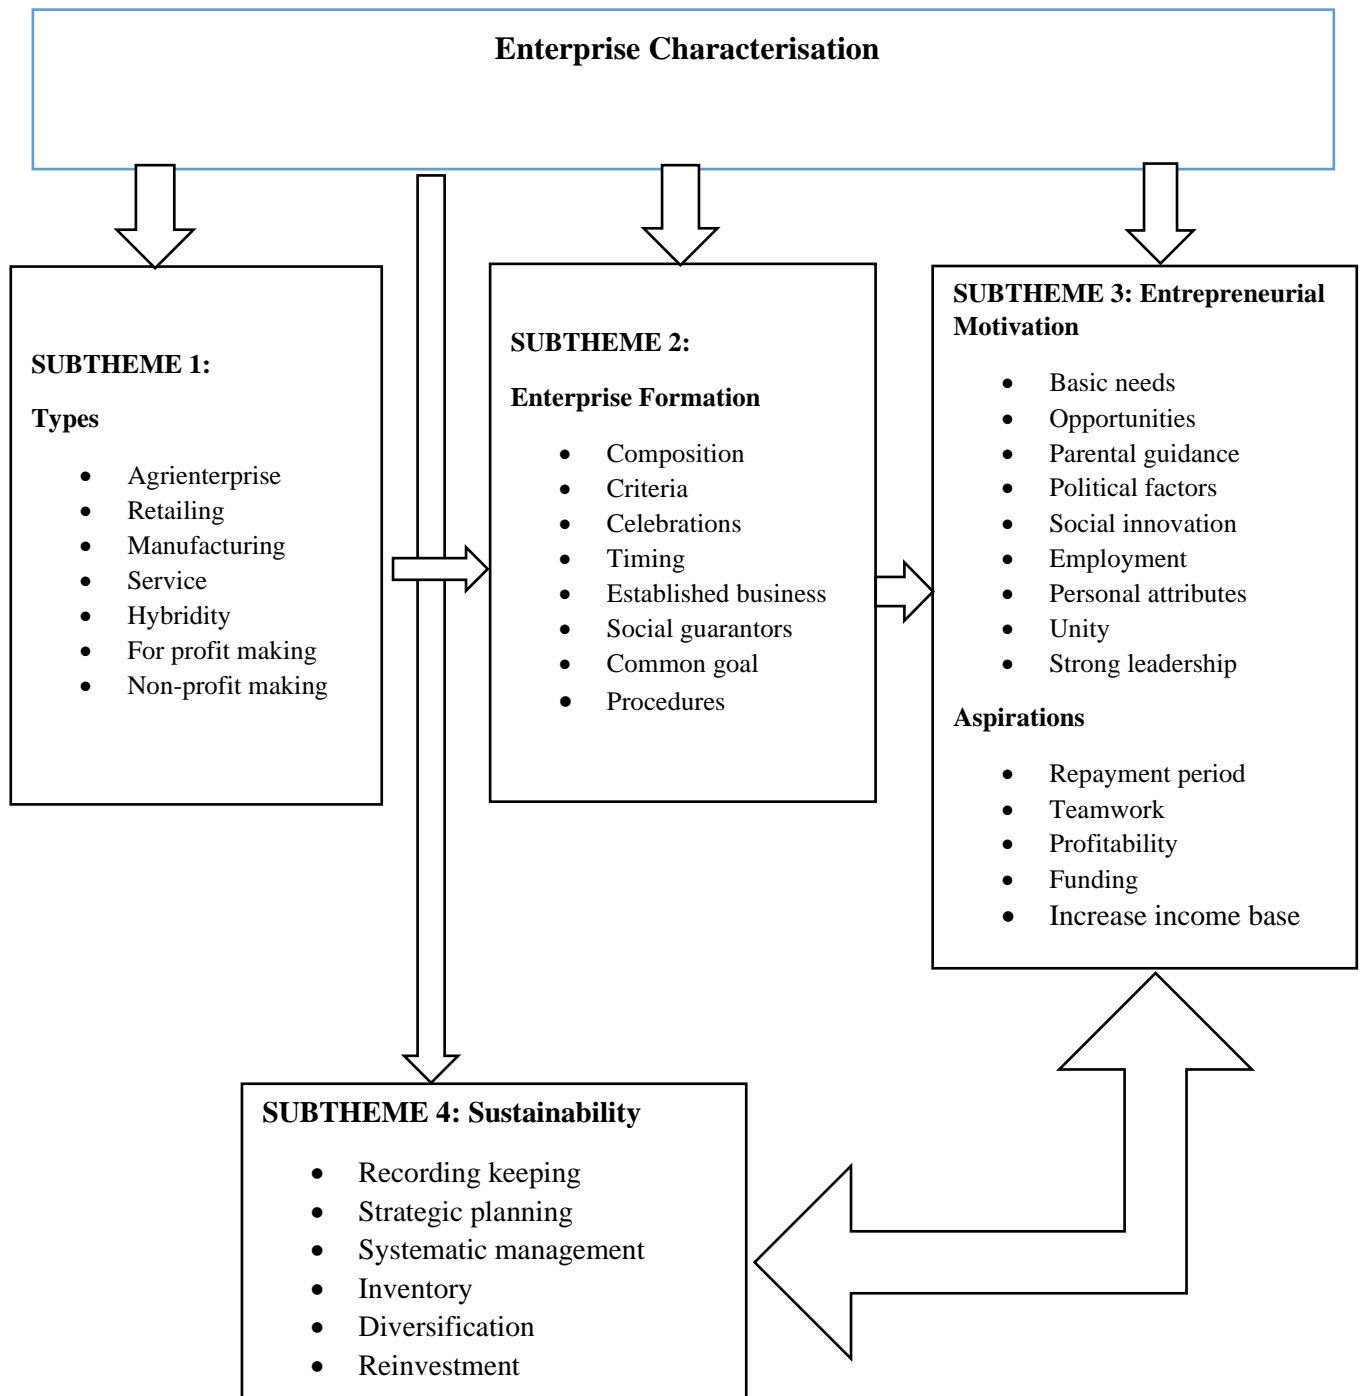 Enterprise Characterisation
SUBTHEME 1:
Types
• Agrienterprise
• Retailing
• Manufacturing
• Service
• Hybridity
• For profit making
• Non-profit making
SUBTHEME 2:
Enterprise Formation
• Composition
• Criteria
• Celebrations
• Timing
• Established business
• Social guarantors
• Common goal
• Procedures
SUBTHEME 3: Entrepreneurial
Motivation
• Basic needs
• Opportunities
• Parental guidance
• Political factors
• Social innovation
• Employment
• Personal attributes
• Unity
• Strong leadership
Aspirations
• Repayment period
• Teamwork
• Profitability
• Funding
• Increase income base
SUBTHEME 4: Sustainability
• Recording keeping
• Strategic planning
• Systematic management
• Inventory
• Diversification
• Reinvestment